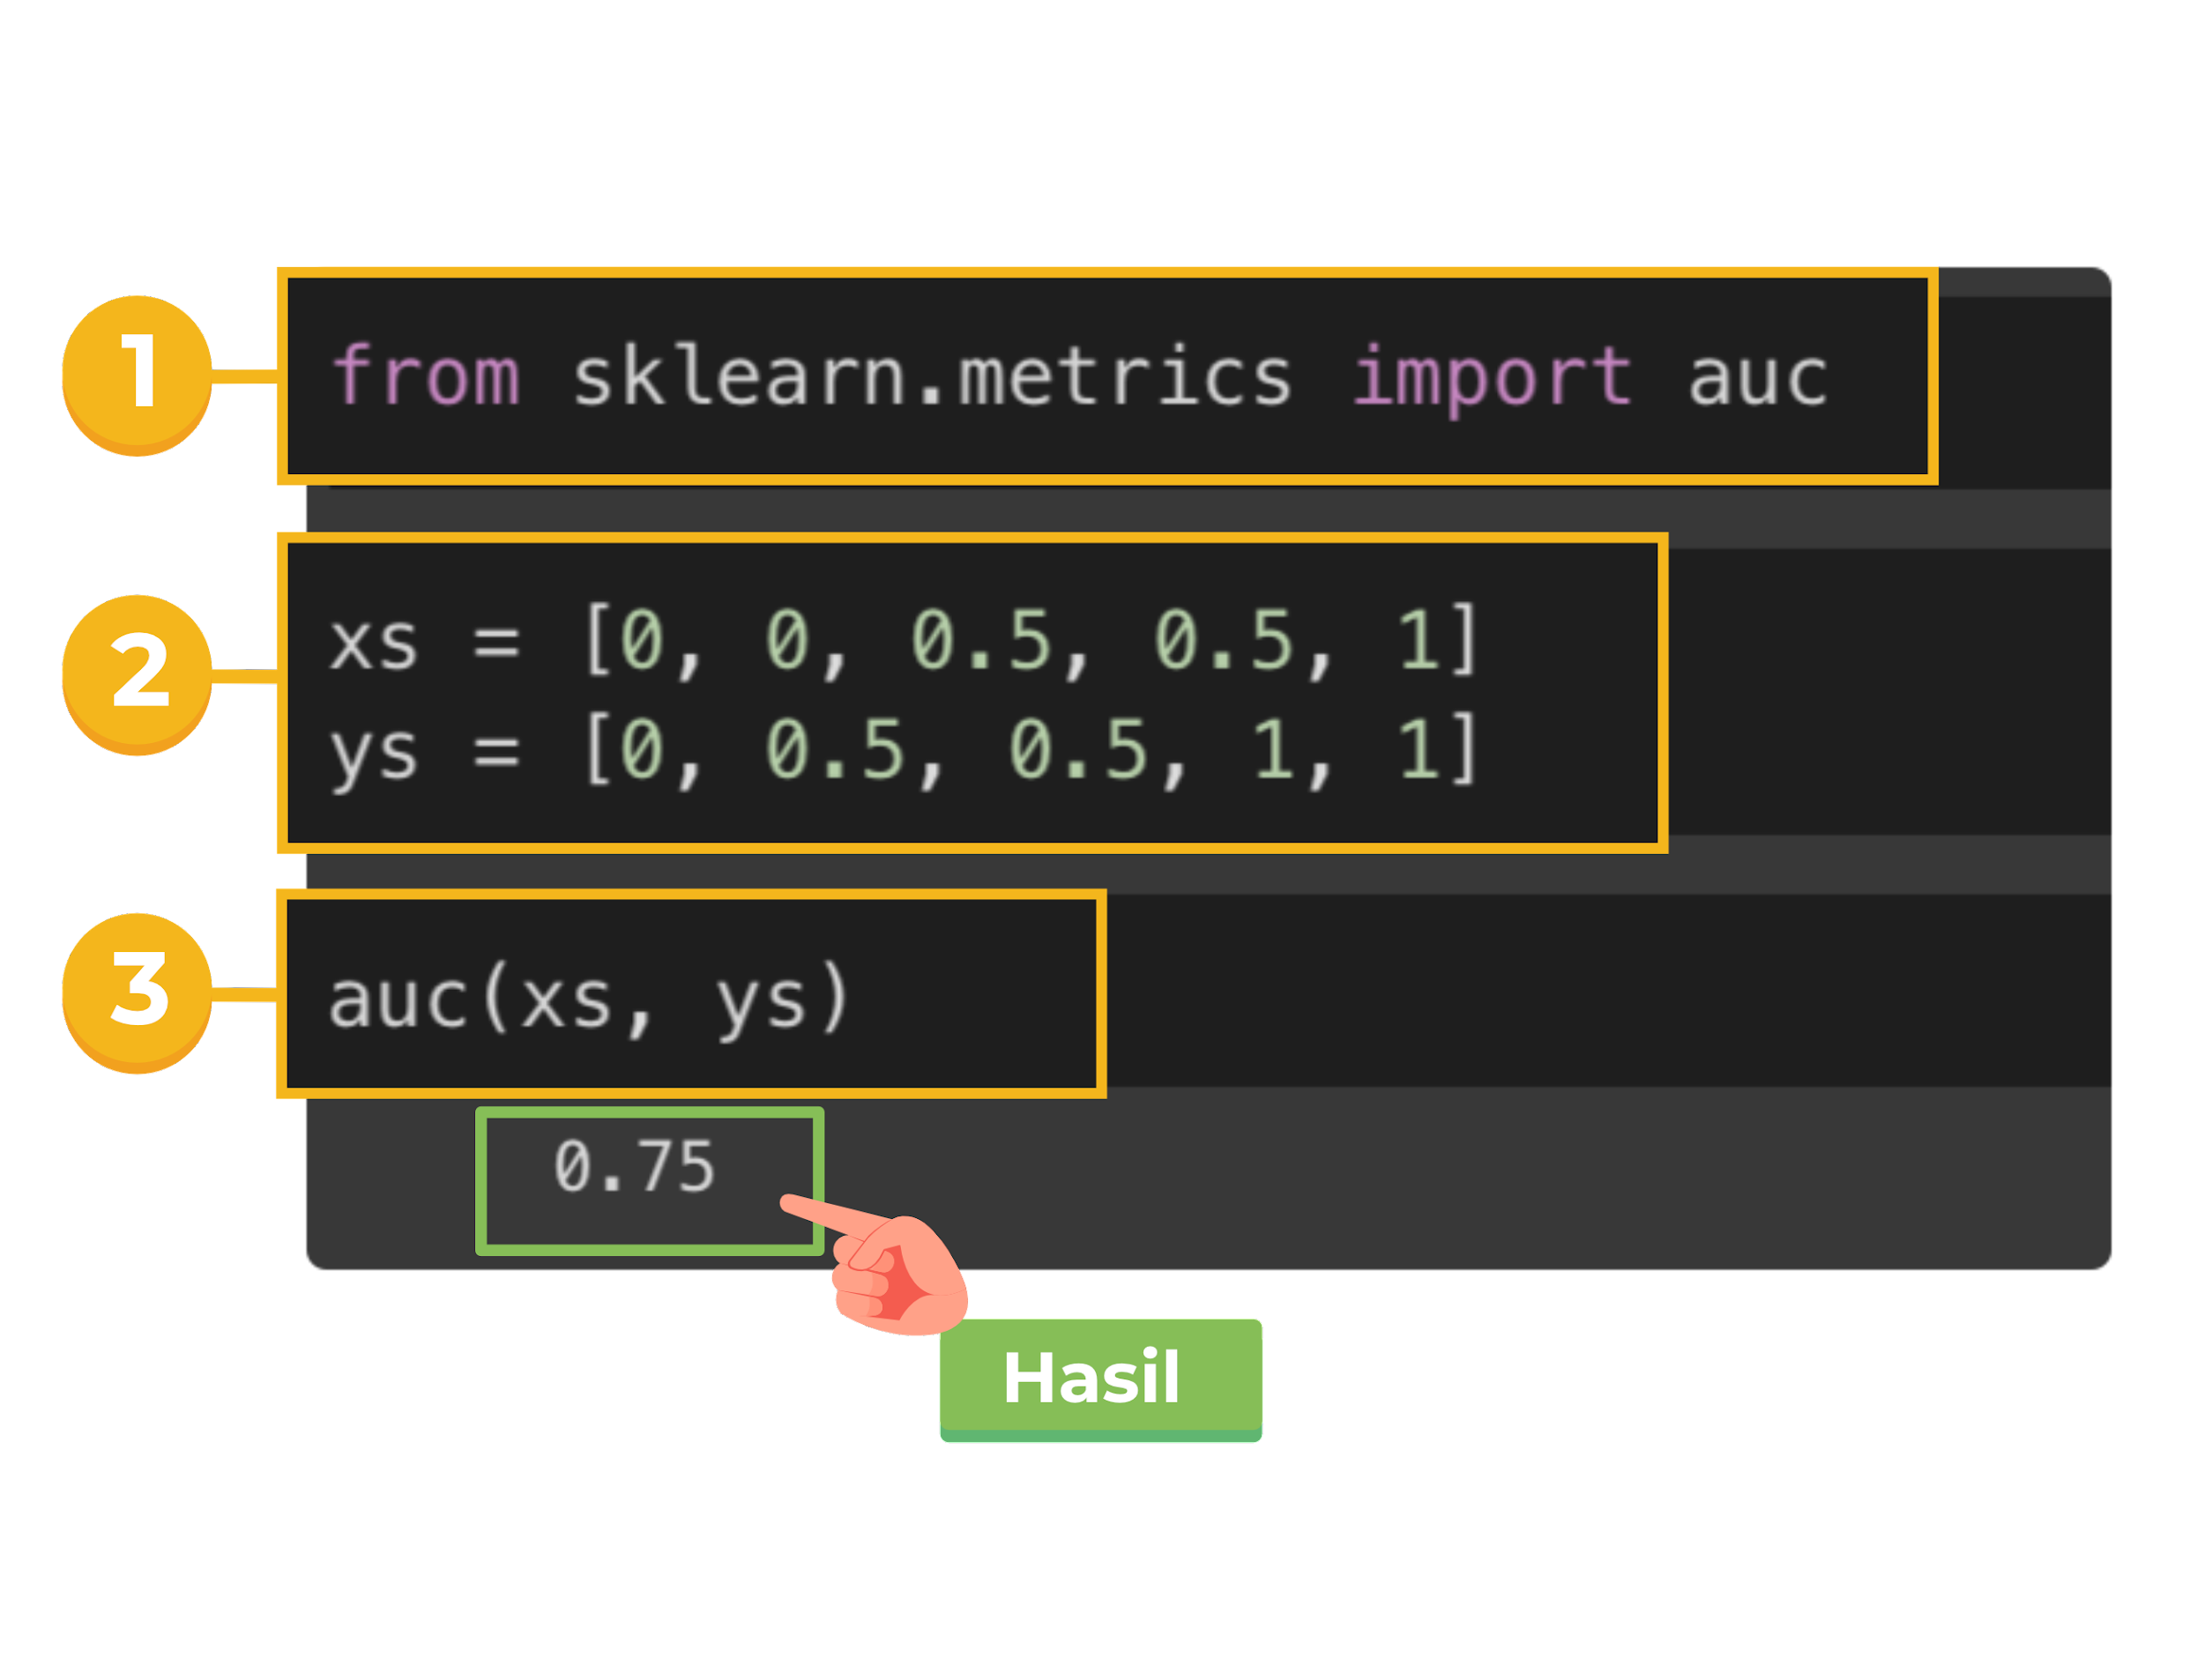 1
from sklearn.metrics import auc
2
xs = [0, 0, 0.5, 0.5, 1]
ys = [0, 0.5, 0.5, 1, 1]
3
auc(xs, ys)
0.75
Hasil